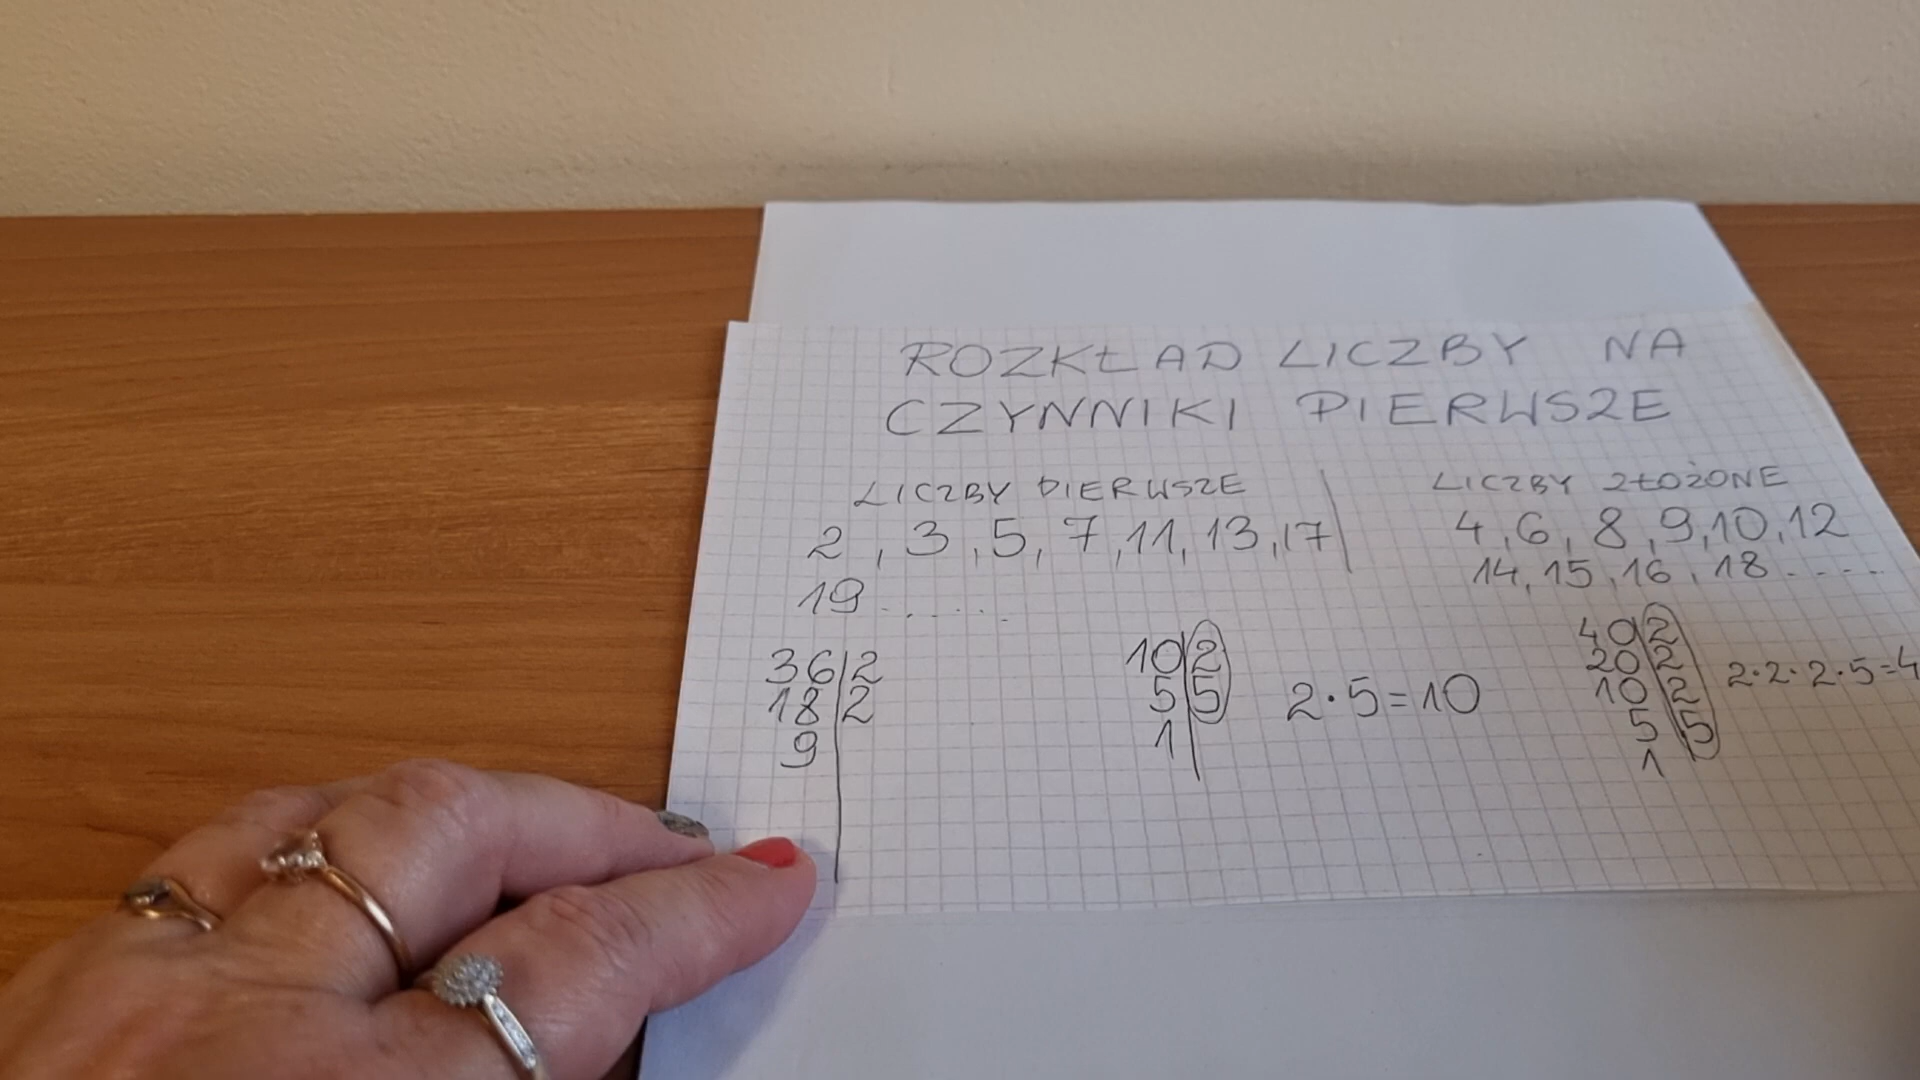 ROZKŁAD LICZBY NA
CZYNNIKI PIERWSZE
LICZBY PIERWSZE
2, 3, 5, 7, 11, 13, 17
19......
LICZBY ZŁOŻONE
4, 6, 8, 9, 10, 12
14, 15, 16, 18.....
36|2
18|2
9|
10|2
5|5
1|
2·5=10
40|2
20|2
10|2
5|5
1
2·2·2·5=4